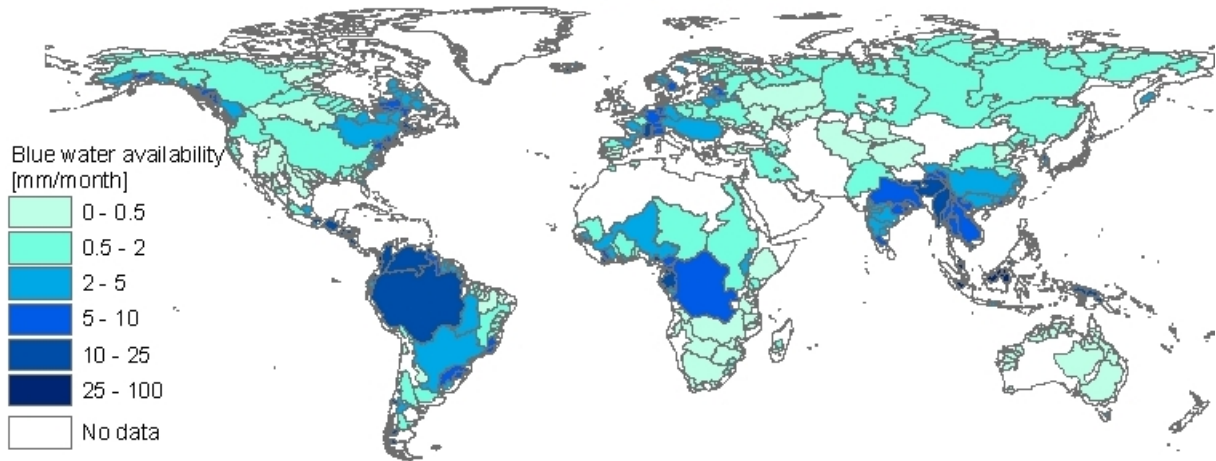 Blue water availability
[mm/month]
0 - 0.5
0.5 - 2
2 - 5
5 - 10
10 - 25
25 - 100
No data